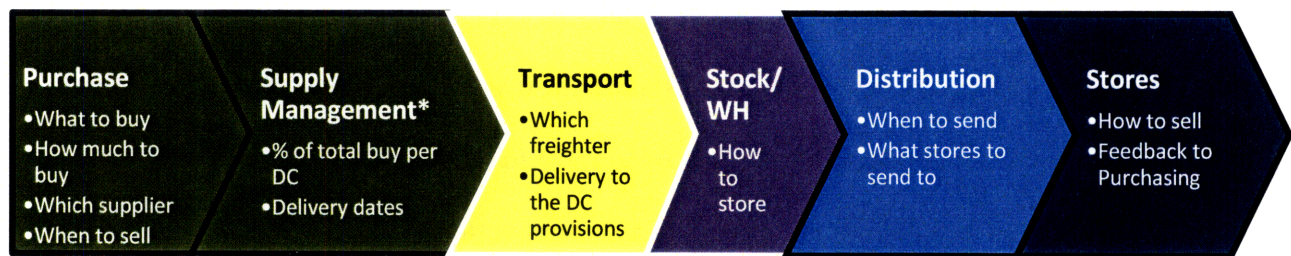 Purchase
•What to buy
•How much to
buy
•Which supplier
•When to sell
Supply
Management*
•% of total buy per
DC
•Delivery dates
Transport
•Which
freighter
•Delivery to
the DC
provisions
Stock/
WH
•How
to
store
Distribution
•When to send
•What stores to
send to
Stores
•How to sell
•Feedback to
Purchasing